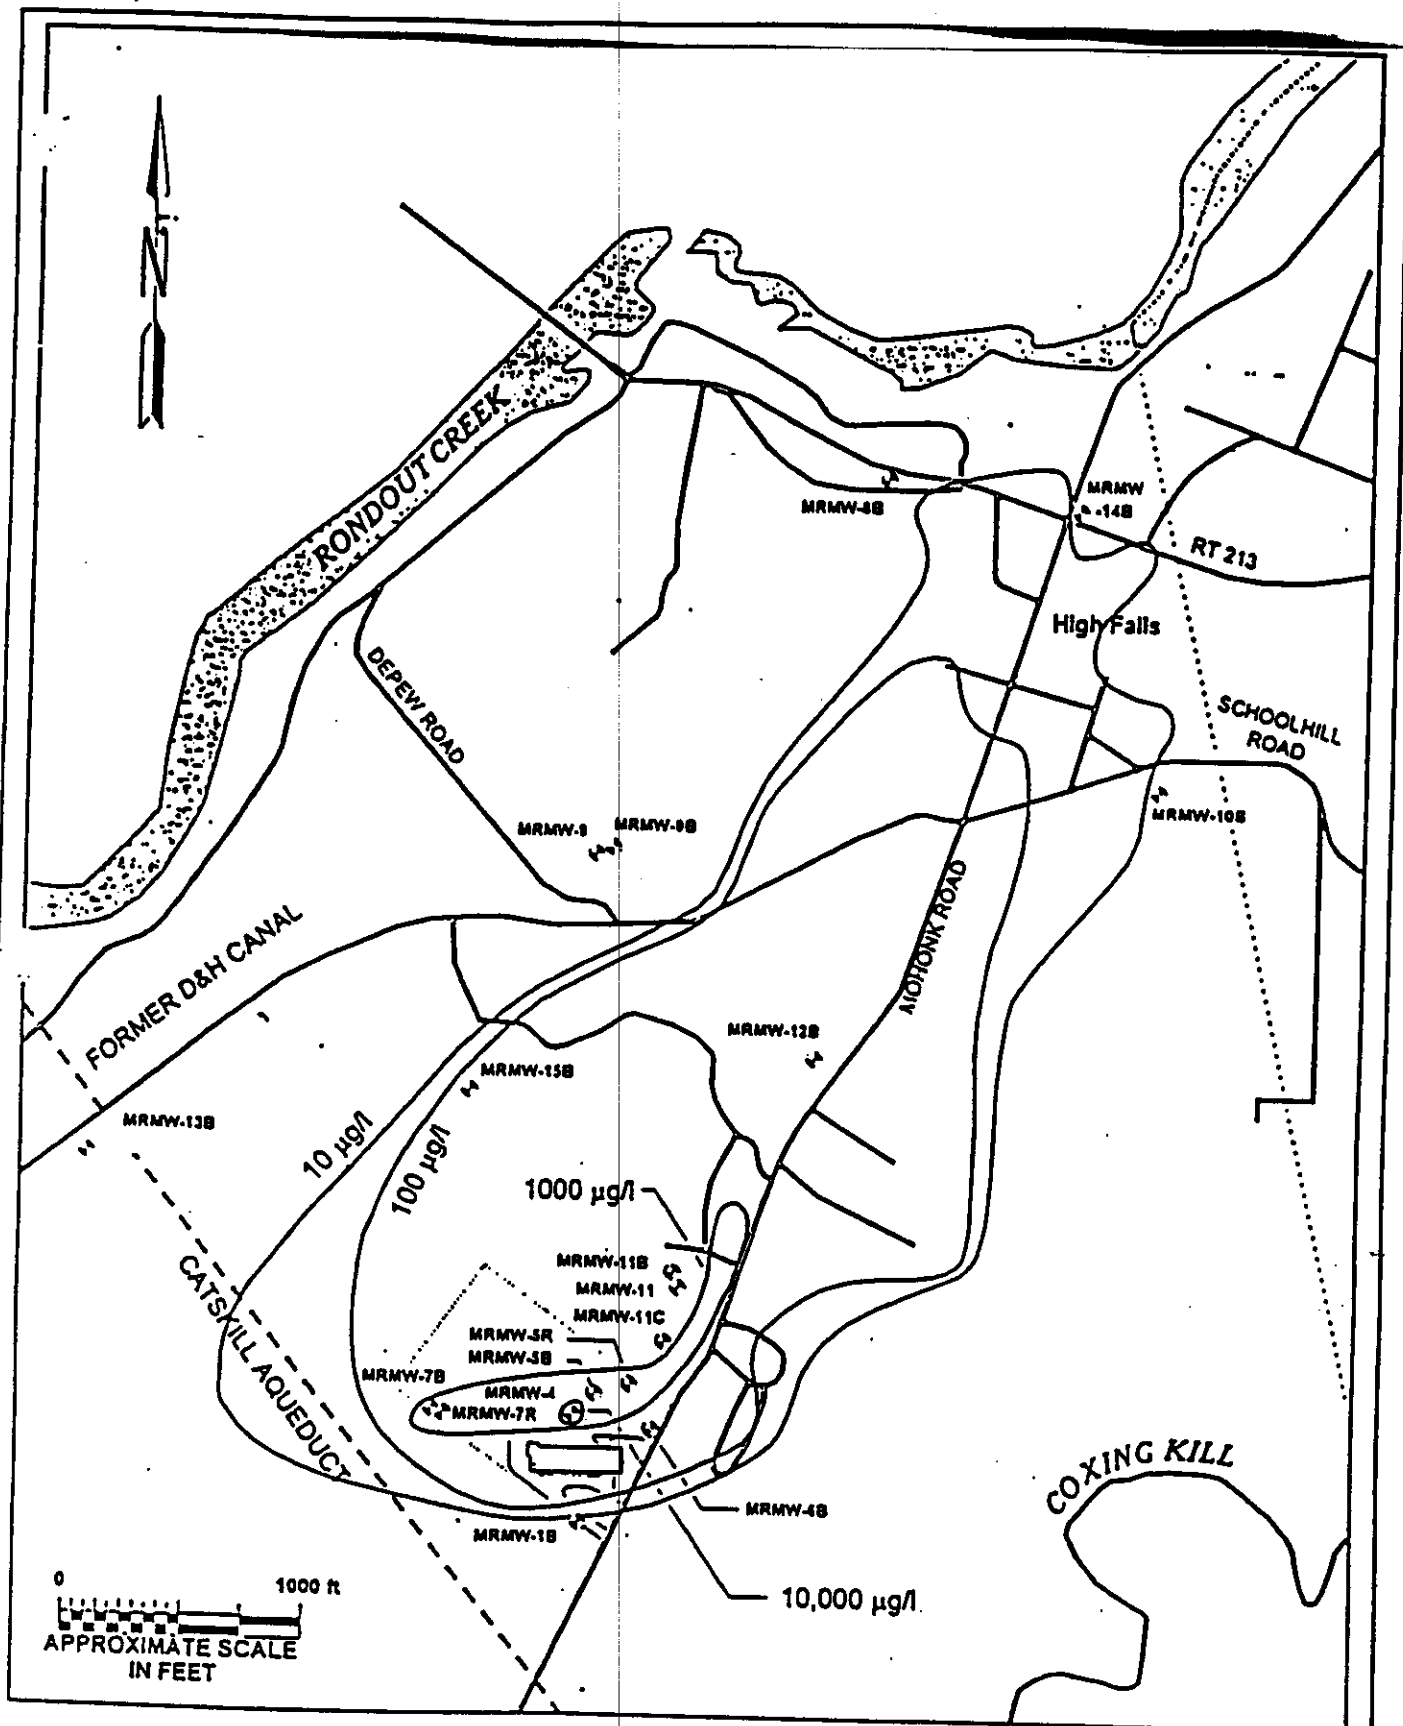 N
RONDOUT CREEK
MRMW-8B
MRMW
-14B
RT 213
High Falls
DEPEW ROAD
SCHOOLHILL
ROAD
MRMW-9
MRMW-9B
MRMW-10B
MOHONK ROAD
FORMER D&H CANAL
MRMW-12B
MRMW-15B
MRMW-13B
10 µg/l
100 µg/l
1000 µg/l
MRMW-11B
MRMW-11
MRMW-11C
CATSKILL AQUEDUCT
MRMW-5R
MRMW-5B
MRMW-7B
MRMW-4
MRMW-7R
COXING KILL
MRMW-4B
MRMW-1B
10,000 µg/l
0
1000 ft
APPROXIMATE SCALE
IN FEET